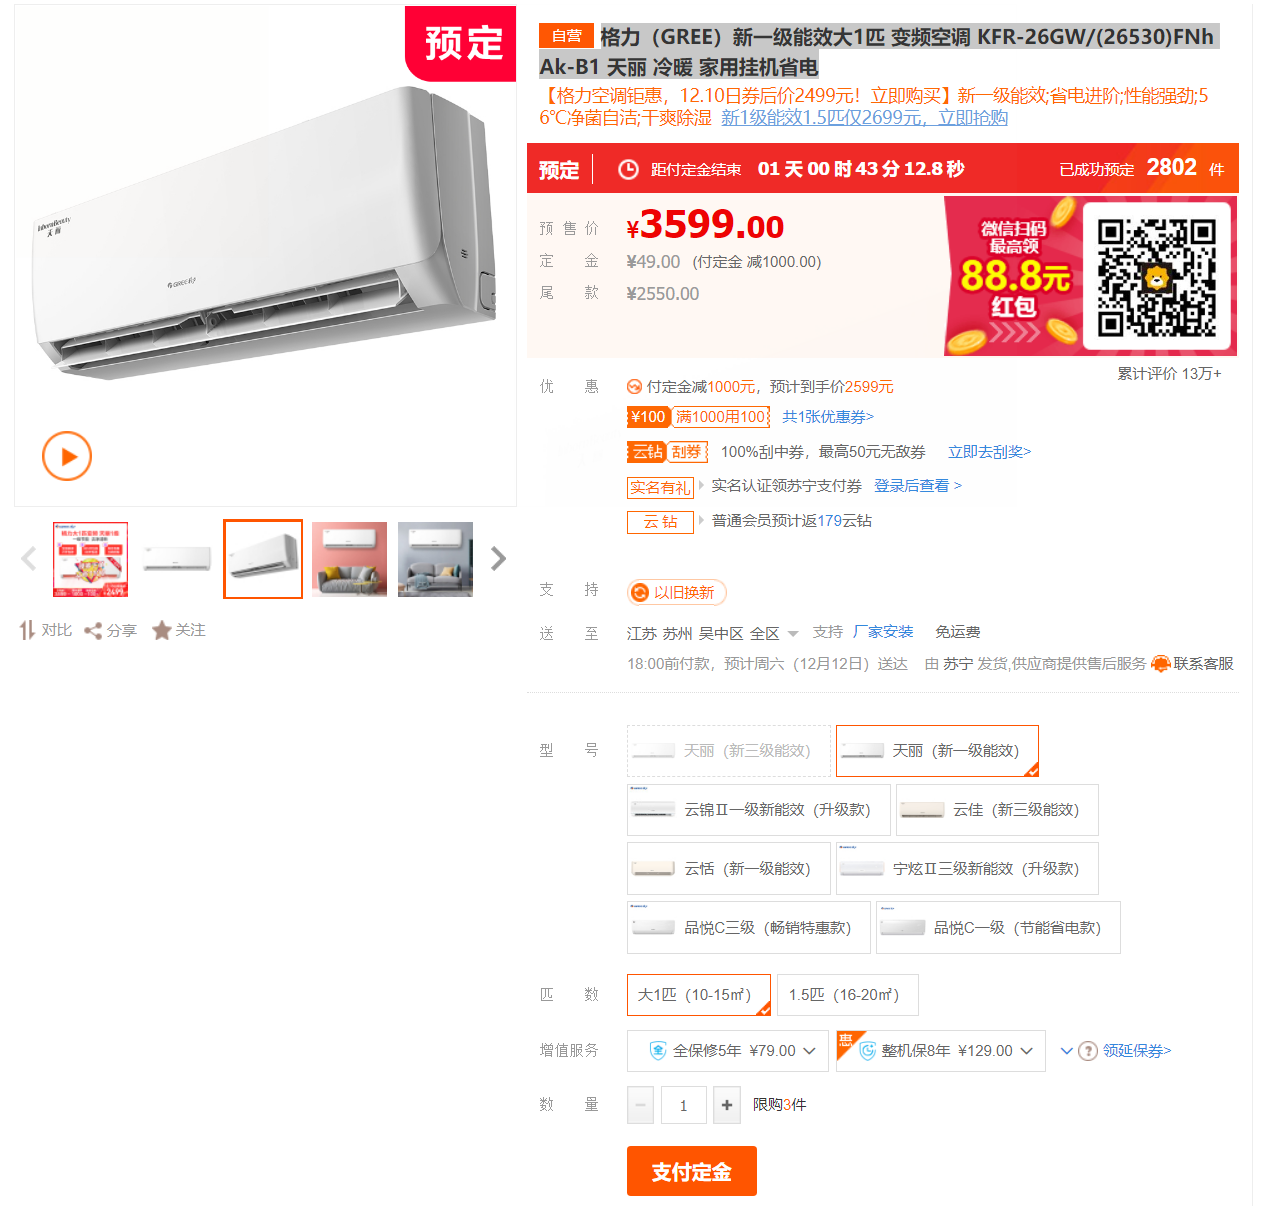 预定
GREE格力
自营 格力（GREE）新一级能效大1匹 变频空调 KFR-26GW/(26530)FNh
Ak-B1 天丽 冷暖 家用挂机省电
【格力空调钜惠，12.10日券后价2499元！立即购买】新一级能效;省电进阶;性能强劲;5
6℃净菌自洁;干爽除湿 新1级能效1.5匹仅2699元，立即抢购
预定 距付定金结束 01 天 00 时 43 分 12.8 秒 已成功预定 2802 件
预售价 ¥3599.00
定金 ¥49.00 (付定金 减1000.00)
尾款 ¥2550.00
微信扫码
最高领
88.8元
红包
累计评价 13万+
优惠 付定金减1000元，预计到手价2599元
¥100 满1000用100 共1张优惠券>
云钻 刮券 100%刮中券，最高50元无敌券 立即去刮奖>
实名有礼 实名认证领苏宁支付券 登录后查看 >
云钻 普通会员预计返179云钻
对比 分享 关注
支持 以旧换新
送至 江苏 苏州 吴中区 全区 支持 厂家安装 免运费
18:00前付款，预计周六（12月12日）送达 由 苏宁 发货,供应商提供售后服务 联系客服
型号 天丽（新三级能效） 天丽（新一级能效）
云锦II一级新能效（升级款） 云佳（新三级能效）
云恬（新一级能效） 宁炫II三级新能效（升级款）
品悦C三级（畅销特惠款） 品悦C一级（节能省电款）
匹数 大1匹（10-15㎡） 1.5匹（16-20㎡）
增值服务 全保修5年 ¥79.00 惠 整机保8年 ¥129.00 ? 领延保券>
数量 − 1 + 限购3件
支付定金